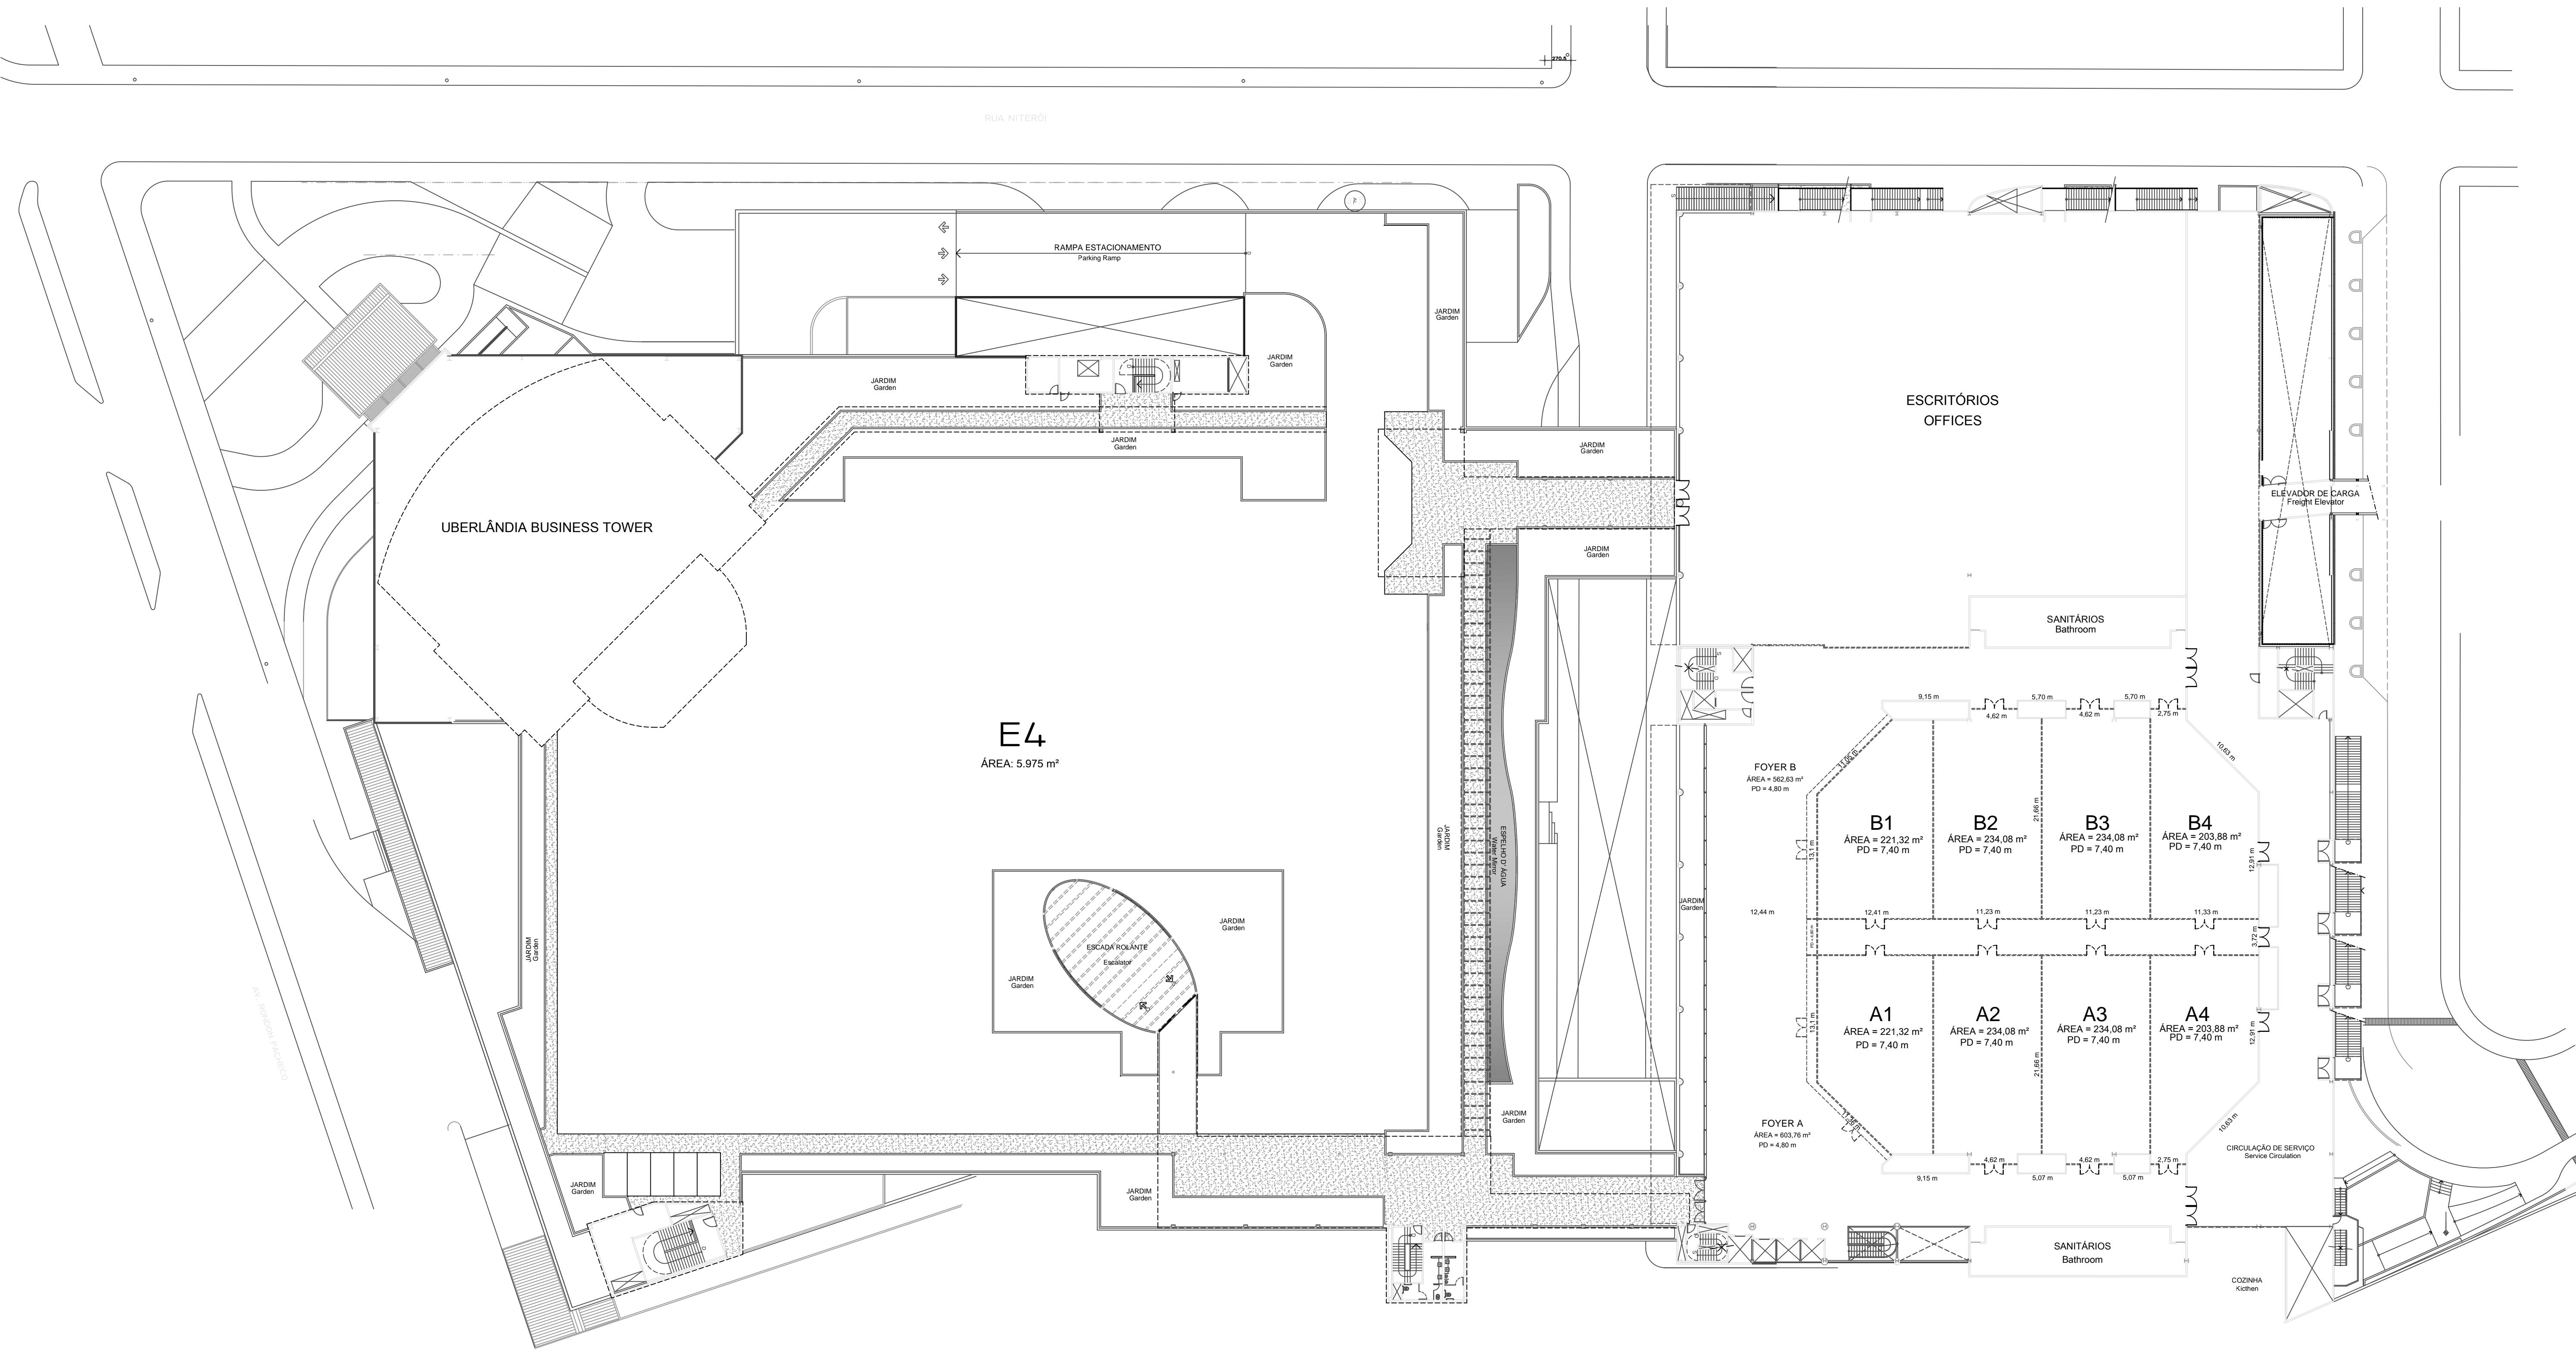 270.0
RUA NITERÓI
RAMPA ESTACIONAMENTO
Parking Ramp
JARDIM
Garden
JARDIM
Garden
JARDIM
Garden
JARDIM
Garden
JARDIM
Garden
ESCRITÓRIOS
OFFICES
ELEVADOR DE CARGA
Freight Elevator
UBERLÂNDIA BUSINESS TOWER
JARDIM
Garden
SANITÁRIOS
Bathroom
E4
ÁREA: 5.975 m²
9,15 m
5,70 m
5,70 m
4,62 m
4,62 m
2,75 m
10,63 m
FOYER B
ÁREA = 562,63 m²
PD = 4,80 m
21,66 m
B1
ÁREA = 221,32 m²
PD = 7,40 m
B2
ÁREA = 234,08 m²
PD = 7,40 m
B3
ÁREA = 234,08 m²
PD = 7,40 m
B4
ÁREA = 203,88 m²
PD = 7,40 m
13,1 m
12,91 m
JARDIM
Garden
ESPELHO D' ÁGUA
Water Mirror
JARDIM
Garden
12,44 m
12,41 m
11,23 m
11,23 m
11,33 m
3,72 m
JARDIM
Garden
ESCADA ROLANTE
Escalator
JARDIM
Garden
JARDIM
Garden
AV. RONDON PACHECO
A1
ÁREA = 221,32 m²
PD = 7,40 m
A2
ÁREA = 234,08 m²
PD = 7,40 m
A3
ÁREA = 234,08 m²
PD = 7,40 m
A4
ÁREA = 203,88 m²
PD = 7,40 m
13,1 m
12,91 m
21,66 m
JARDIM
Garden
FOYER A
ÁREA = 603,76 m²
PD = 4,80 m
10,63 m
CIRCULAÇÃO DE SERVIÇO
Service Circulation
4,62 m
4,62 m
2,75 m
9,15 m
5,07 m
5,07 m
JARDIM
Garden
JARDIM
Garden
SANITÁRIOS
Bathroom
COZINHA
Kicthen